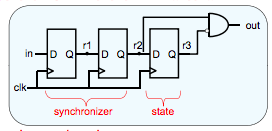 r1 r2 r3 out
in D Q D Q D Q
clk
synchronizer state